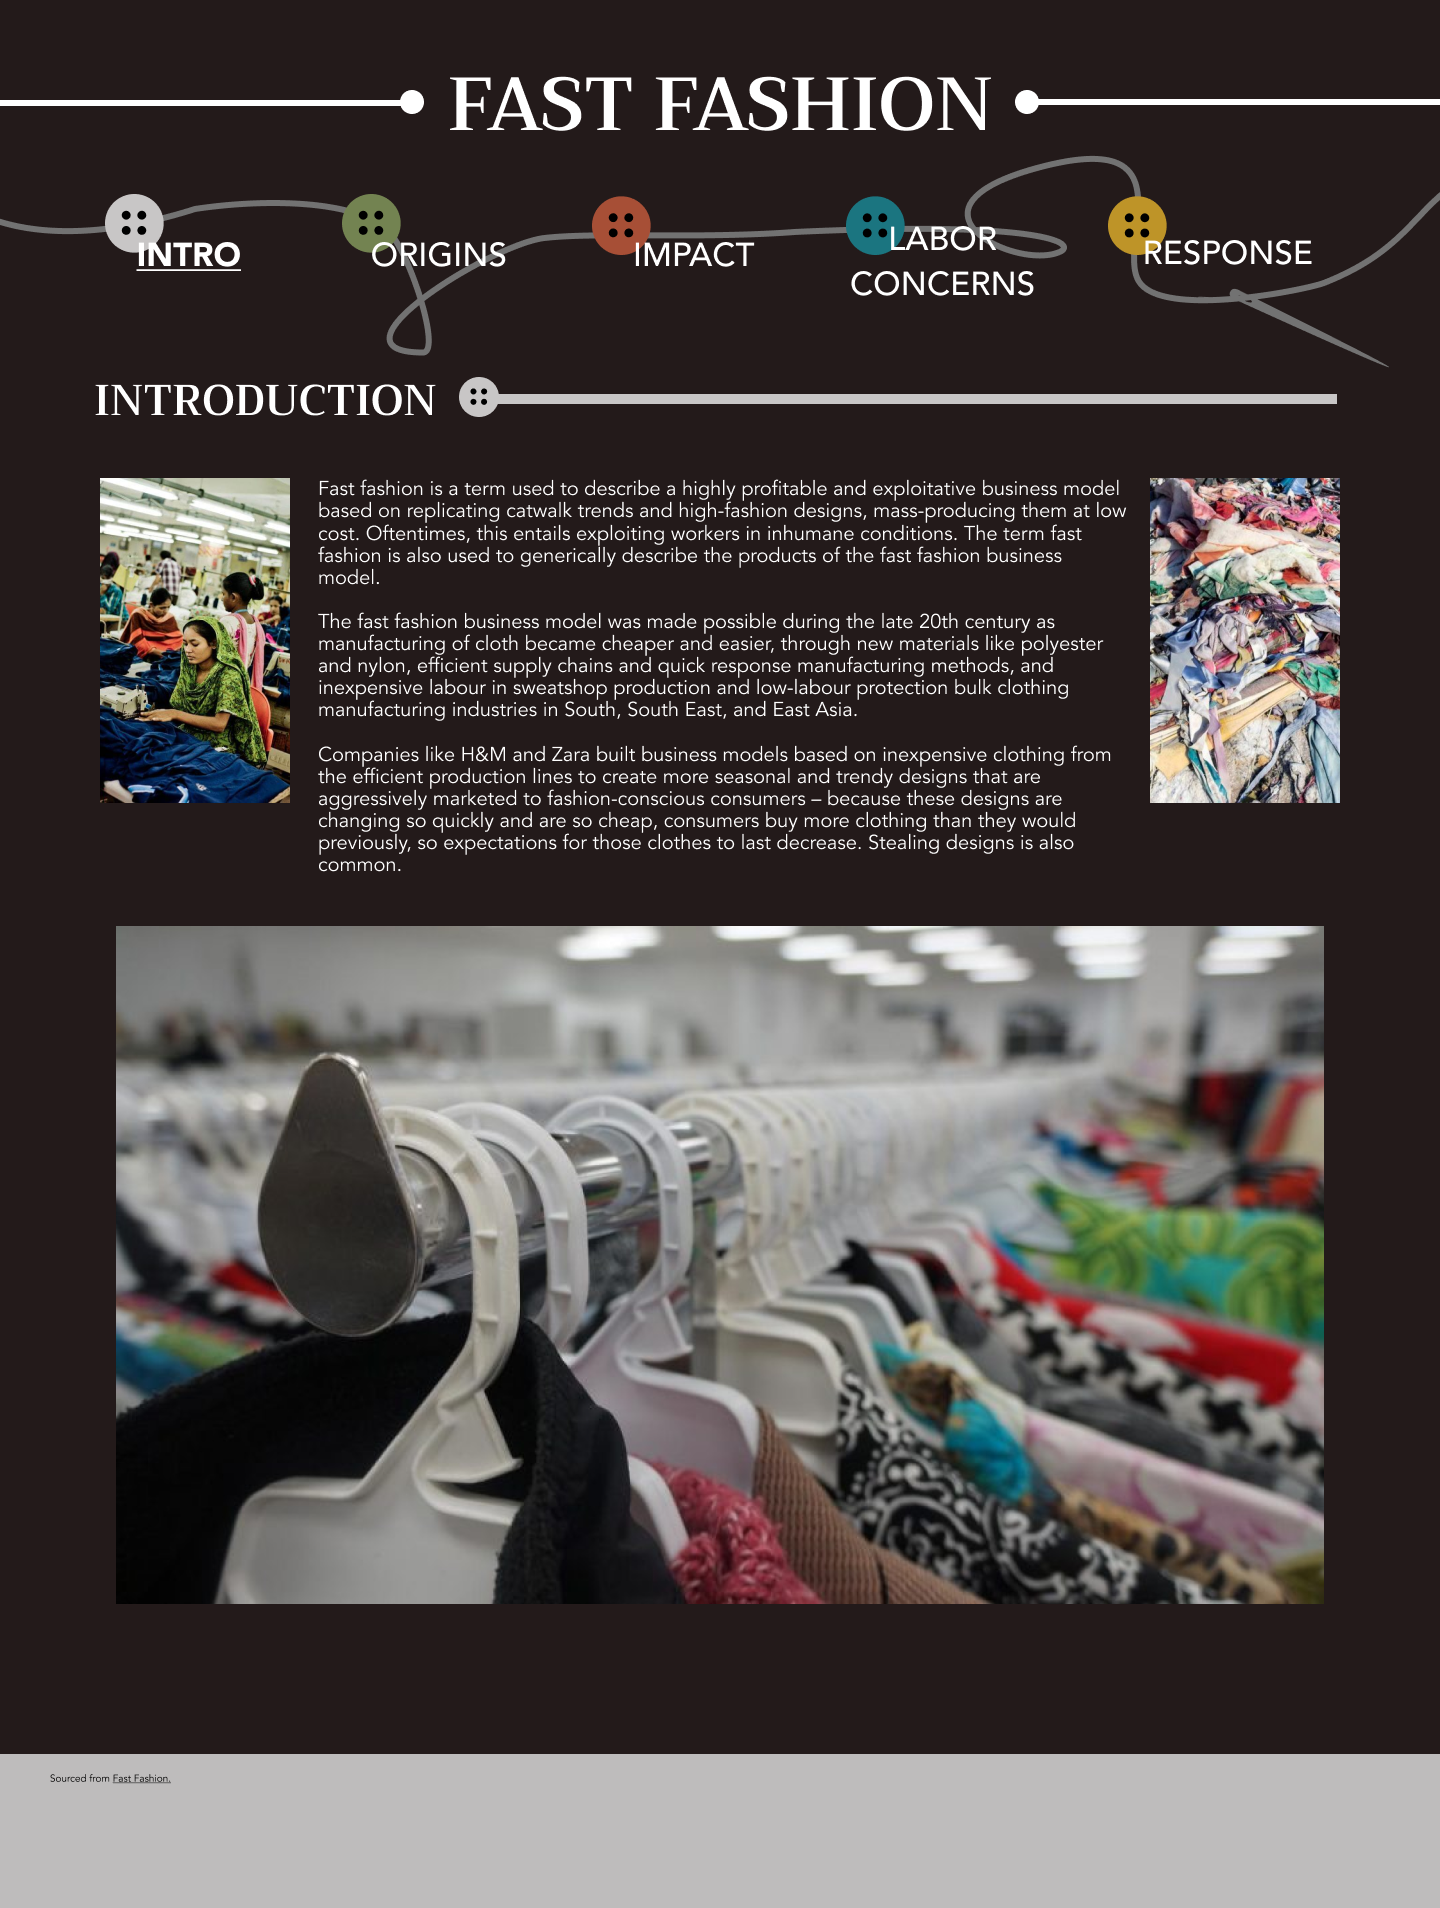 FAST FASHION
INTRO
ORIGINS
IMPACT
LABOR
CONCERNS
RESPONSE
INTRODUCTION
Fast fashion is a term used to describe a highly profitable and exploitative business model
based on replicating catwalk trends and high-fashion designs, mass-producing them at low
cost. Oftentimes, this entails exploiting workers in inhumane conditions. The term fast
fashion is also used to generically describe the products of the fast fashion business
model.
The fast fashion business model was made possible during the late 20th century as
manufacturing of cloth became cheaper and easier, through new materials like polyester
and nylon, efficient supply chains and quick response manufacturing methods, and
inexpensive labour in sweatshop production and low-labour protection bulk clothing
manufacturing industries in South, South East, and East Asia.
Companies like H&M and Zara built business models based on inexpensive clothing from
the efficient production lines to create more seasonal and trendy designs that are
aggressively marketed to fashion-conscious consumers – because these designs are
changing so quickly and are so cheap, consumers buy more clothing than they would
previously, so expectations for those clothes to last decrease. Stealing designs is also
common.
Sourced from Fast Fashion.